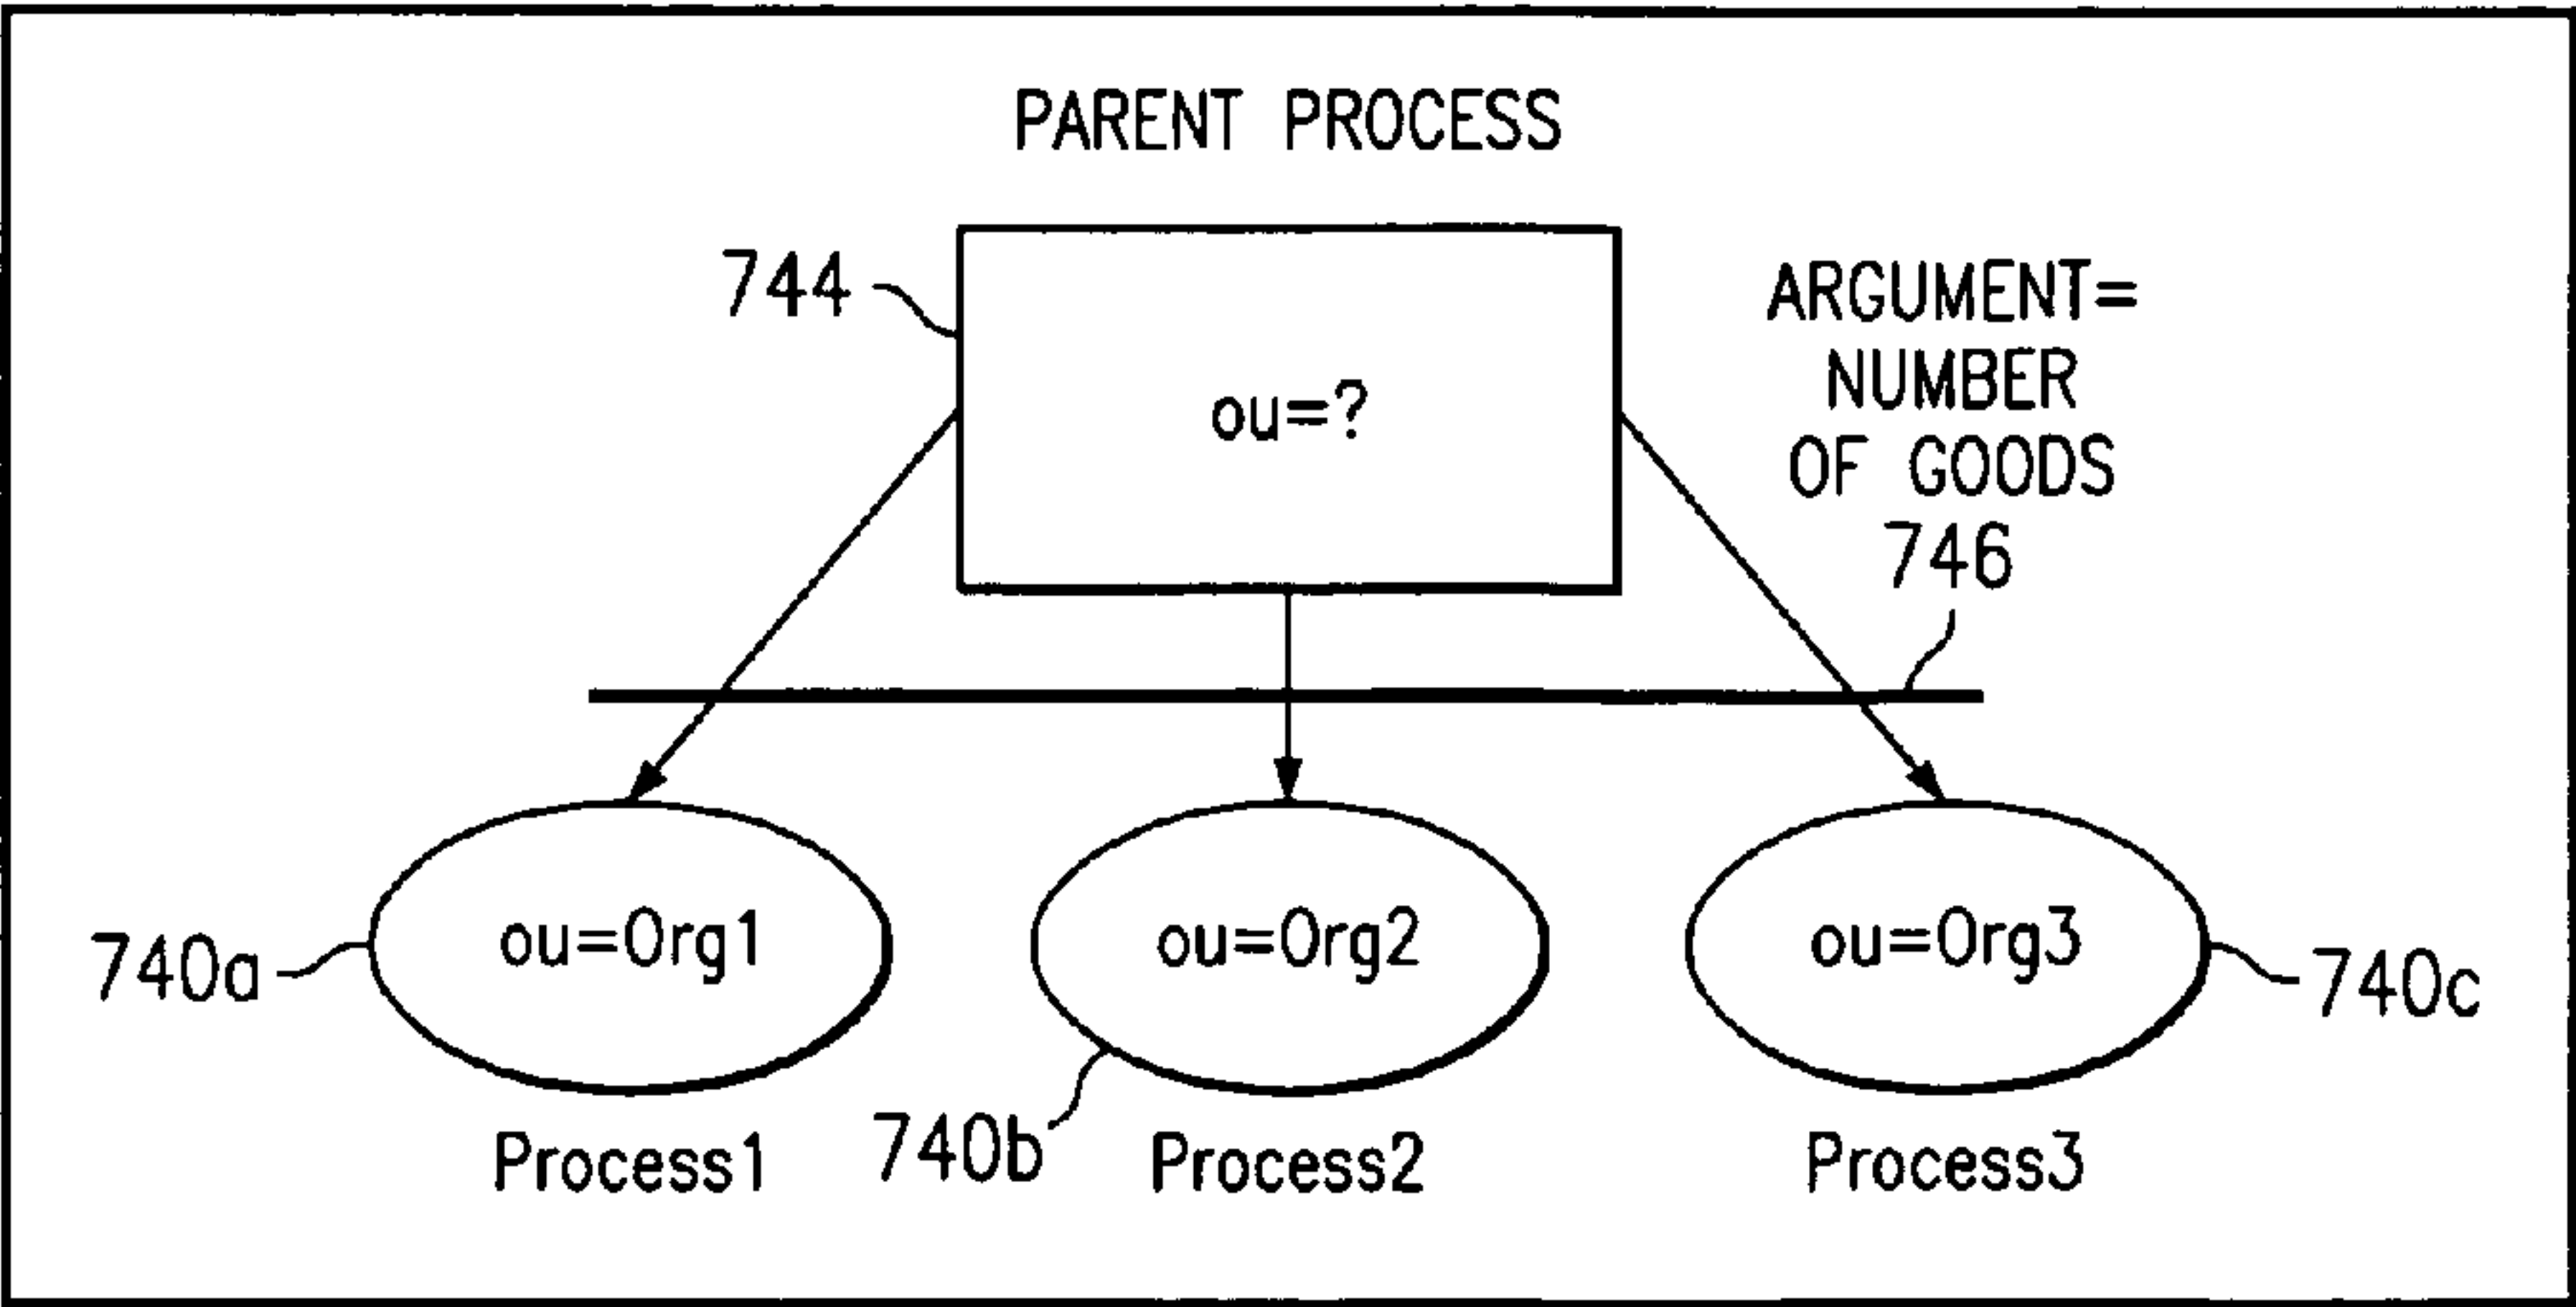 PARENT PROCESS
744
ou=?
ARGUMENT=
NUMBER
OF GOODS
746
740a
ou=Org1
ou=Org2
ou=Org3
740c
740b
Process1
Process2
Process3